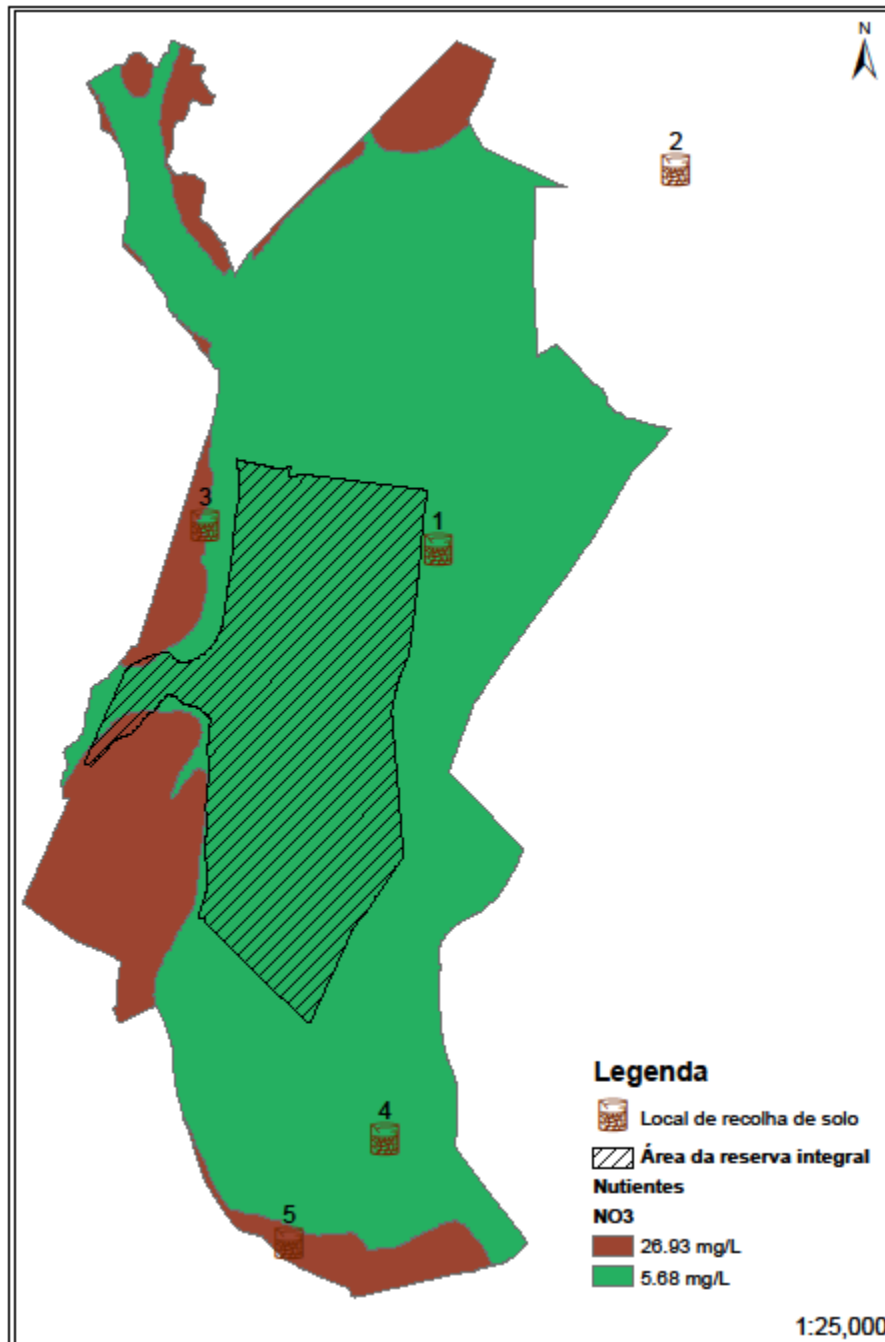 N
2
3
1
4
5
Legenda
Local de recolha de solo
Área da reserva integral
Nutientes
NO3
26.93 mg/L
5.68 mg/L
1:25,000